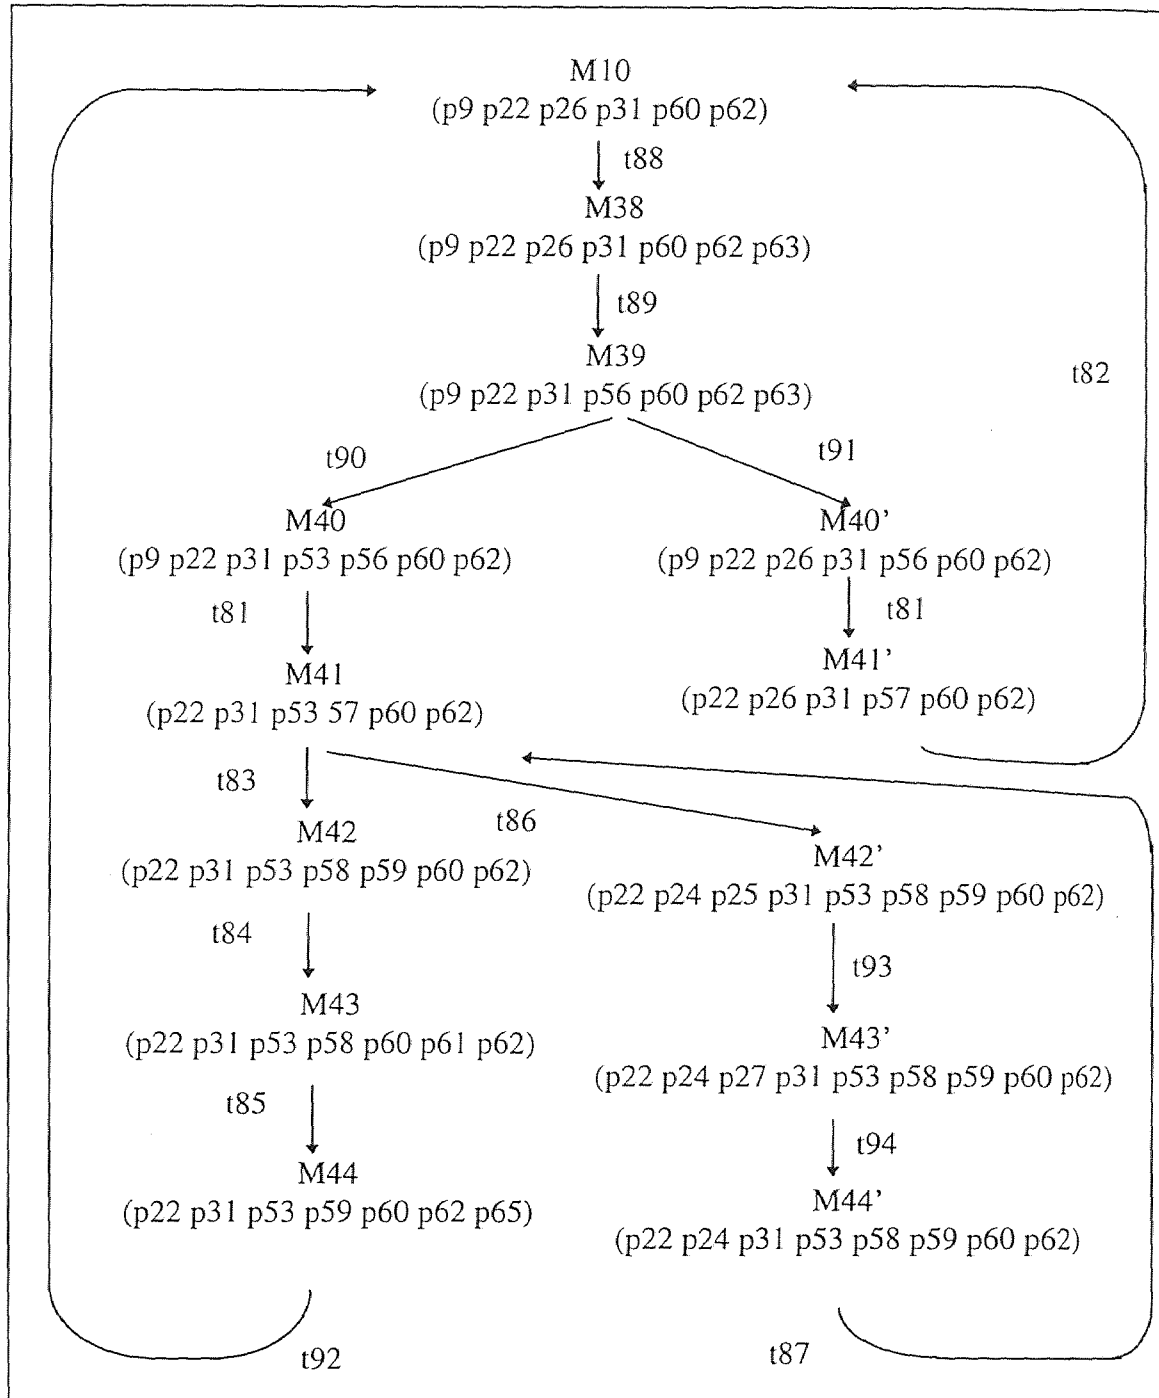 M10
(p9 p22 p26 p31 p60 p62)
t88
M38
(p9 p22 p26 p31 p60 p62 p63)
t89
M39
(p9 p22 p31 p56 p60 p62 p63)
t82
t90
t91
M40
M40’
(p9 p22 p31 p53 p56 p60 p62)
(p9 p22 p26 p31 p56 p60 p62)
t81
t81
M41
M41’
(p22 p31 p53 57 p60 p62)
(p22 p26 p31 p57 p60 p62)
t83
t86
M42
M42’
(p22 p31 p53 p58 p59 p60 p62)
(p22 p24 p25 p31 p53 p58 p59 p60 p62)
t84
t93
M43
M43’
(p22 p31 p53 p58 p60 p61 p62)
(p22 p24 p27 p31 p53 p58 p59 p60 p62)
t85
t94
M44
M44’
(p22 p31 p53 p59 p60 p62 p65)
(p22 p24 p31 p53 p58 p59 p60 p62)
t92
t87